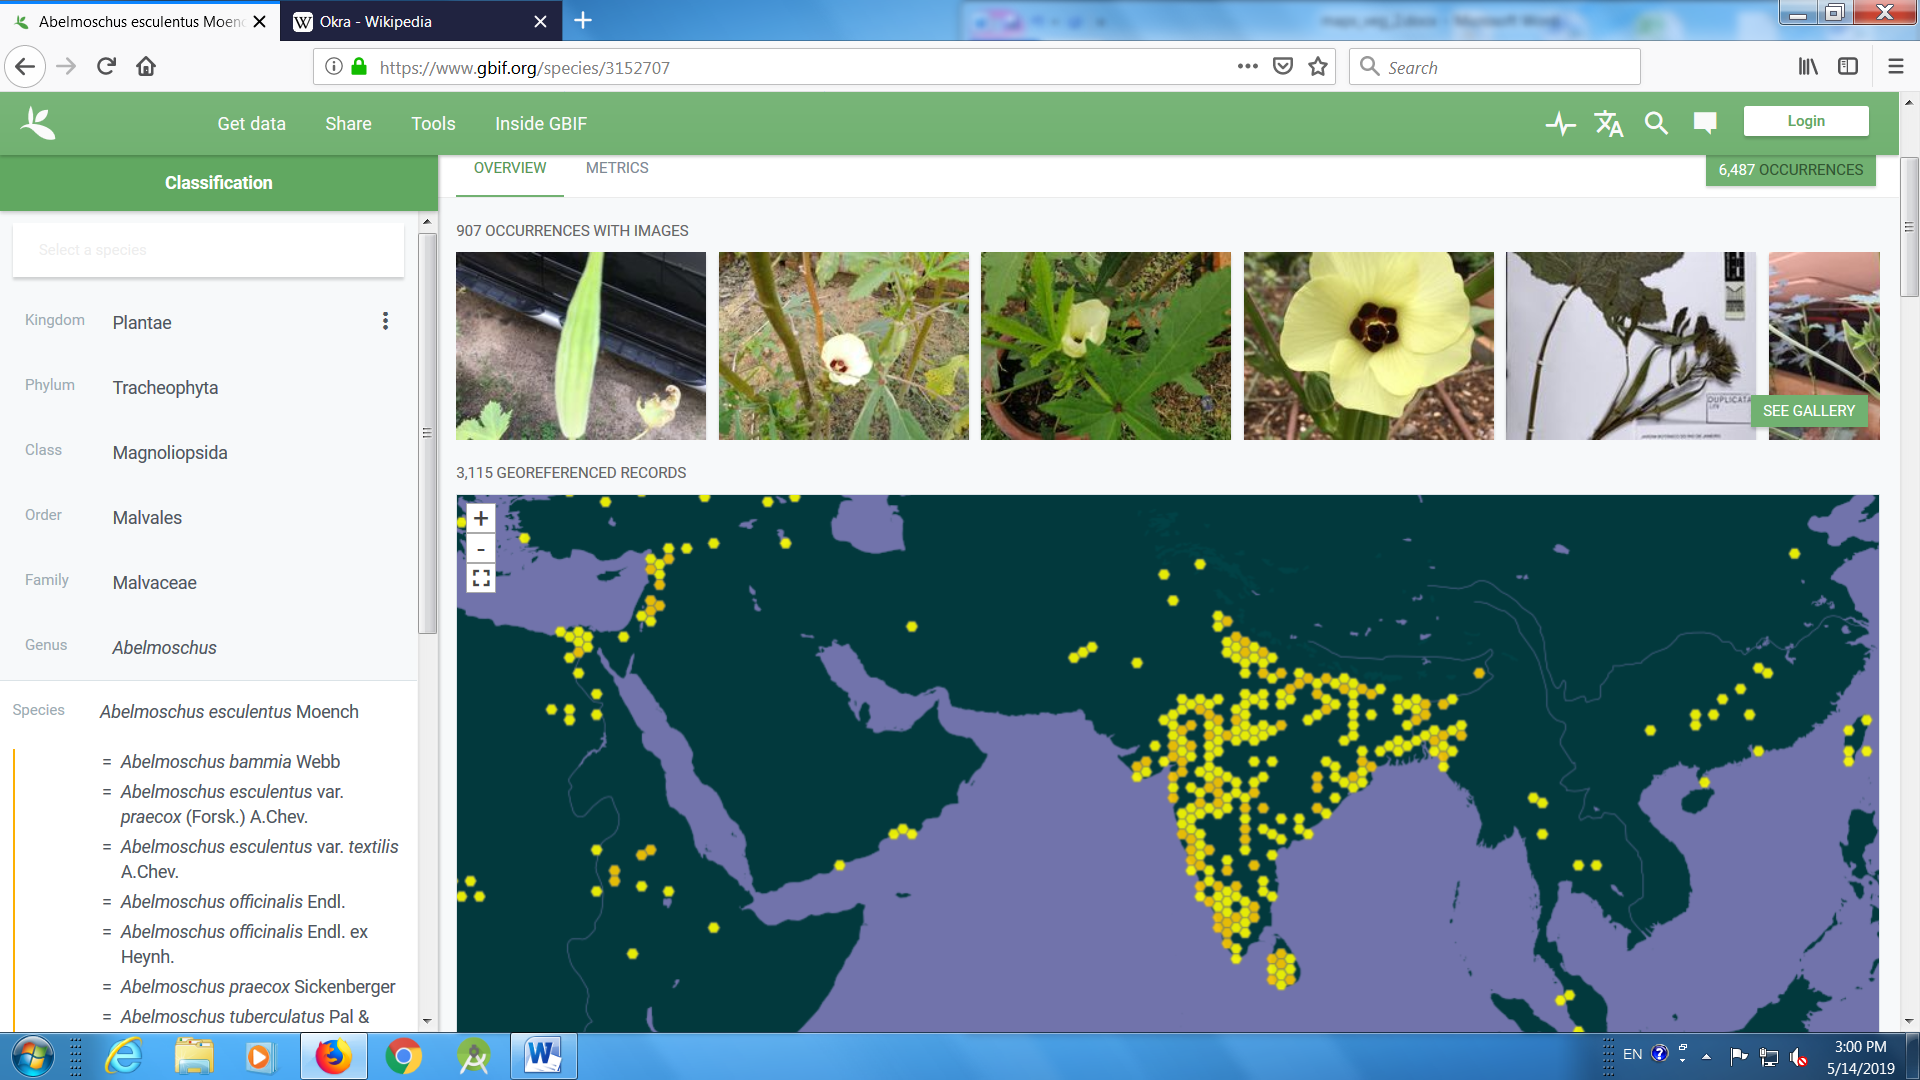 Abelmoschus esculentus Moenc
Okra - Wikipedia
https://www.gbif.org/species/3152707
Search
Get data
Share
Tools
Inside GBIF
Login
Classification
OVERVIEW
METRICS
6,487 OCCURRENCES
Select a species
907 OCCURRENCES WITH IMAGES
Kingdom Plantae
Phylum Tracheophyta
Class Magnoliopsida
Order Malvales
Family Malvaceae
Genus Abelmoschus
Species Abelmoschus esculentus Moench
= Abelmoschus bammia Webb
= Abelmoschus esculentus var.
praecox (Forsk.) A.Chev.
= Abelmoschus esculentus var. textilis
A.Chev.
= Abelmoschus officinalis Endl.
= Abelmoschus officinalis Endl. ex
Heynh.
= Abelmoschus praecox Sickenberger
= Abelmoschus tuberculatus Pal &
DUPLICATA
SEE GALLERY
3,115 GEOREFERENCED RECORDS
+
-
EN
3:00 PM
5/14/2019